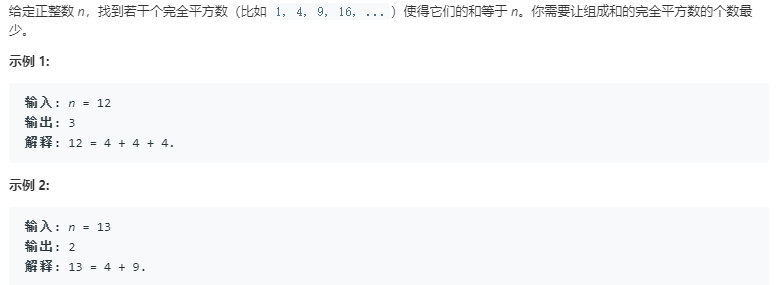 给定正整数 n，找到若干个完全平方数（比如 1, 4, 9, 16, ...）使得它们的和等于 n。你需要让组成和的完全平方数的个数最
少。
示例 1:
输入: n = 12
输出: 3
解释: 12 = 4 + 4 + 4.
示例 2:
输入: n = 13
输出: 2
解释: 13 = 4 + 9.